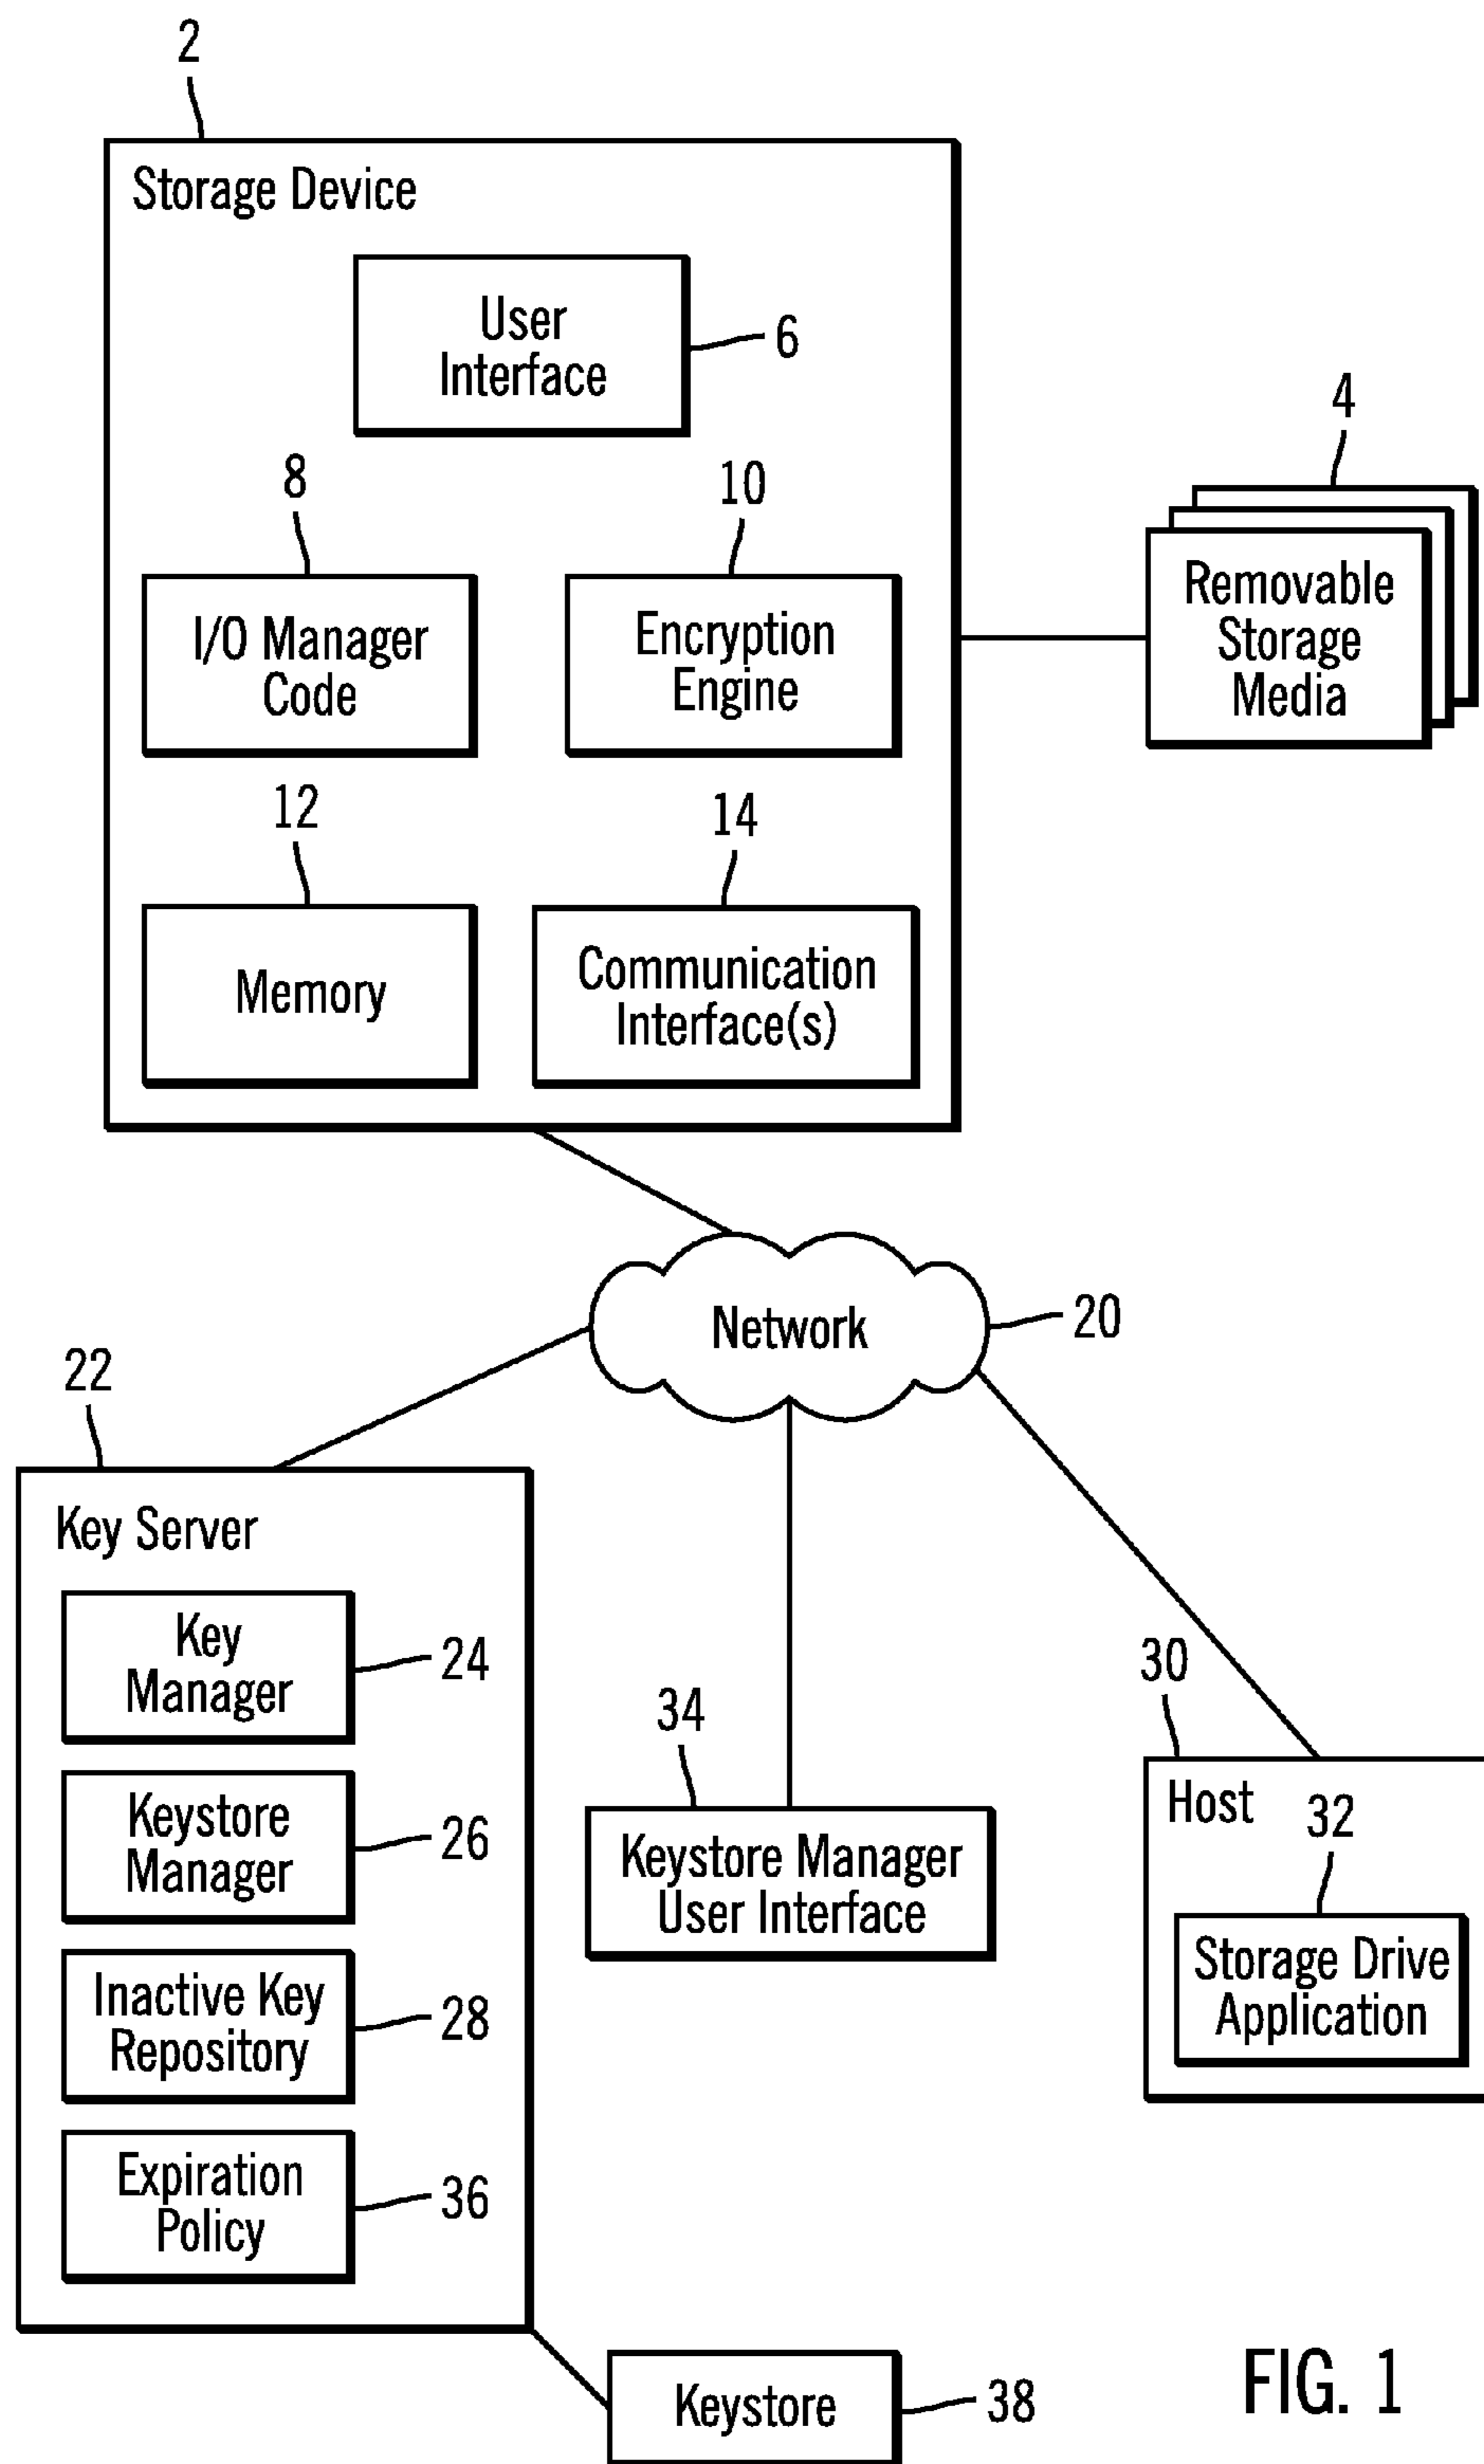 2
Storage Device
User
Interface
6
4
8
10
I/O Manager
Code
Encryption
Engine
Removable
Storage
Media
12
14
Memory
Communication
Interface(s)
Network
20
22
Key Server
Key
Manager
24
Keystore
Manager
26
Inactive Key
Repository
28
Expiration
Policy
36
34
Keystore Manager
User Interface
30
Host
32
Storage Drive
Application
Keystore
38
FIG. 1